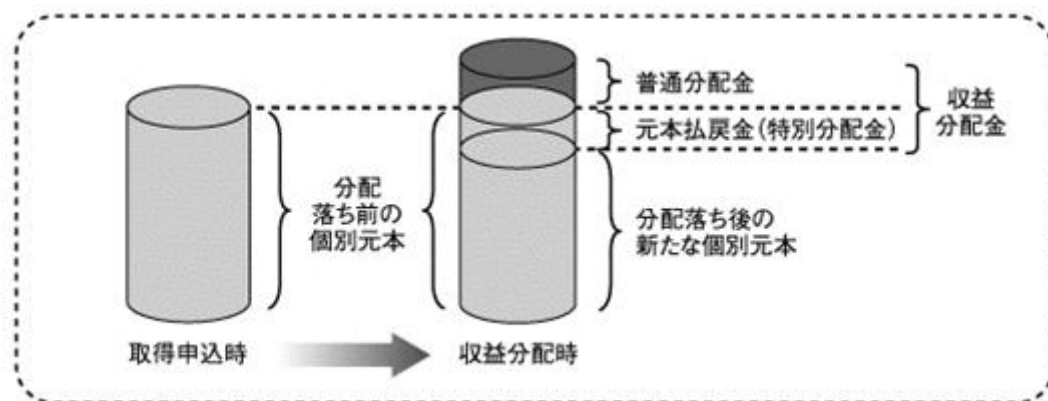 普通分配金
元本払戻金(特別分配金)
収益
分配金
分配
落ち前の
個別元本
分配落ち後の
新たな個別元本
取得申込時
収益分配時